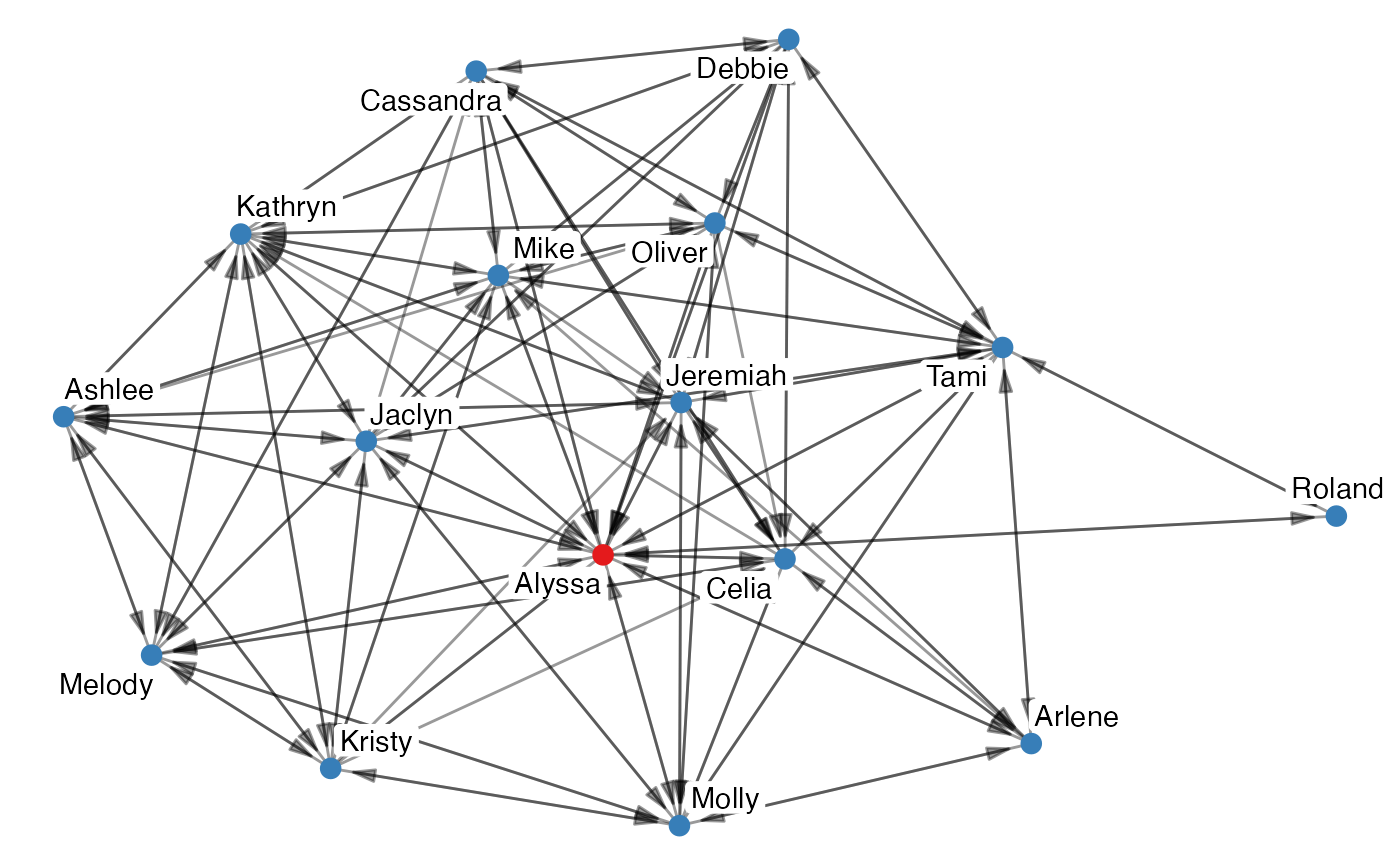 Debbie
Cassandra
Kathryn
Mike
Oliver
Jeremiah
Tami
Ashlee
Jaclyn
Roland
Alyssa
Celia
Melody
Arlene
Kristy
Molly